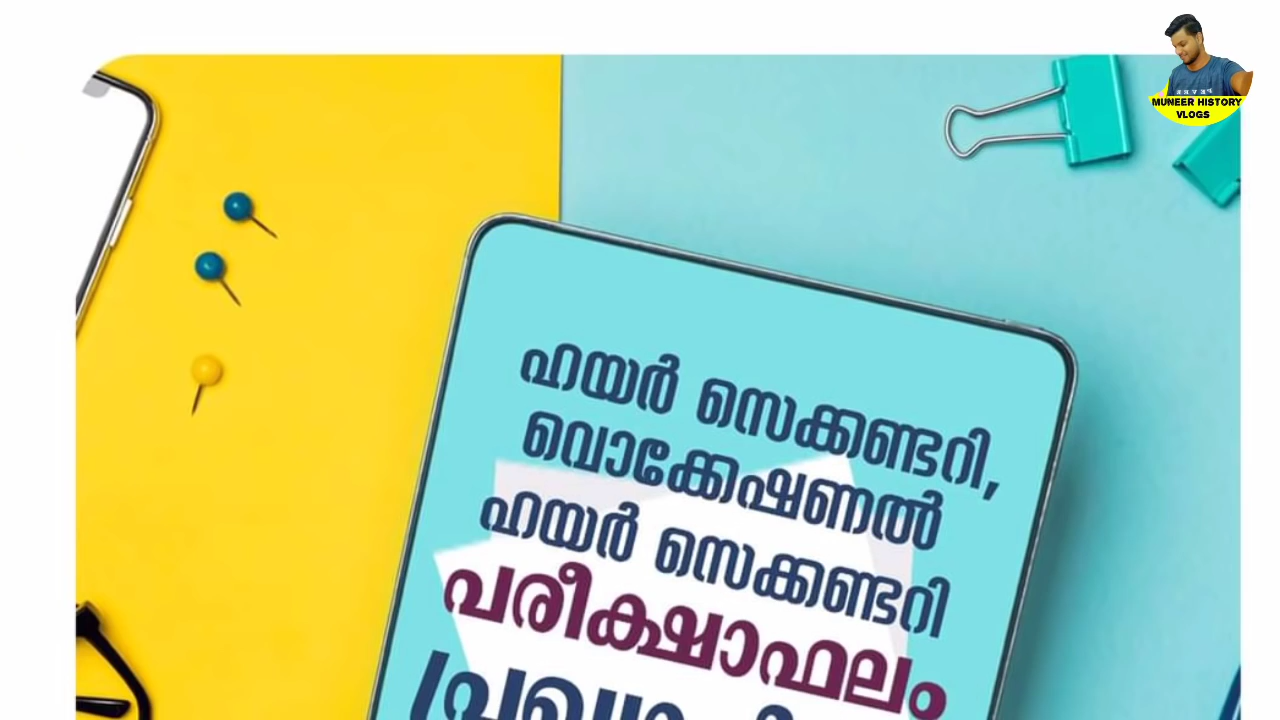 MUNEER HISTORY
VLOGS
ഹയർ സെക്കണ്ടറി,
വൊക്കേഷണൽ
ഹയർ സെക്കണ്ടറി
പരീക്ഷാഫലം